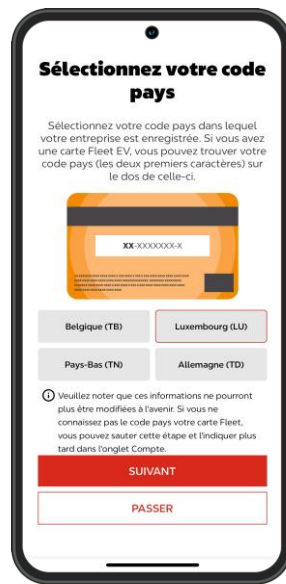 Sélectionnez votre code
pays
Sélectionnez votre code pays dans lequel
votre entreprise est enregistrée. Si vous avez
une carte Fleet EV, vous pouvez trouver votre
code pays (les deux premiers caractères) sur
le dos de celle-ci.
XX-XXXXXXX-X
Belgique (TB)
Luxembourg (LU)
Pays-Bas (TN)
Allemagne (TD)
Veuillez noter que ces informations ne pourront
plus être modifiées à l'avenir. Si vous ne
connaissez pas le code pays votre carte Fleet,
vous pouvez sauter cette étape et l'indiquer plus
tard dans l'onglet Compte.
SUIVANT
PASSER